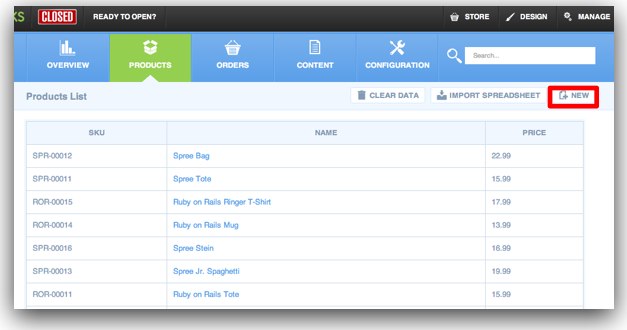 KS CLOSED READY TO OPEN? STORE DESIGN MANAGE
OVERVIEW PRODUCTS ORDERS CONTENT CONFIGURATION Search...
Products List CLEAR DATA IMPORT SPREADSHEET NEW
SKU NAME PRICE
SPR-00012 Spree Bag 22.99
SPR-00011 Spree Tote 15.99
ROR-00015 Ruby on Rails Ringer T-Shirt 17.99
ROR-00014 Ruby on Rails Mug 13.99
SPR-00016 Spree Stein 16.99
SPR-00013 Spree Jr. Spaghetti 19.99
ROR-00011 Ruby on Rails Tote 15.99